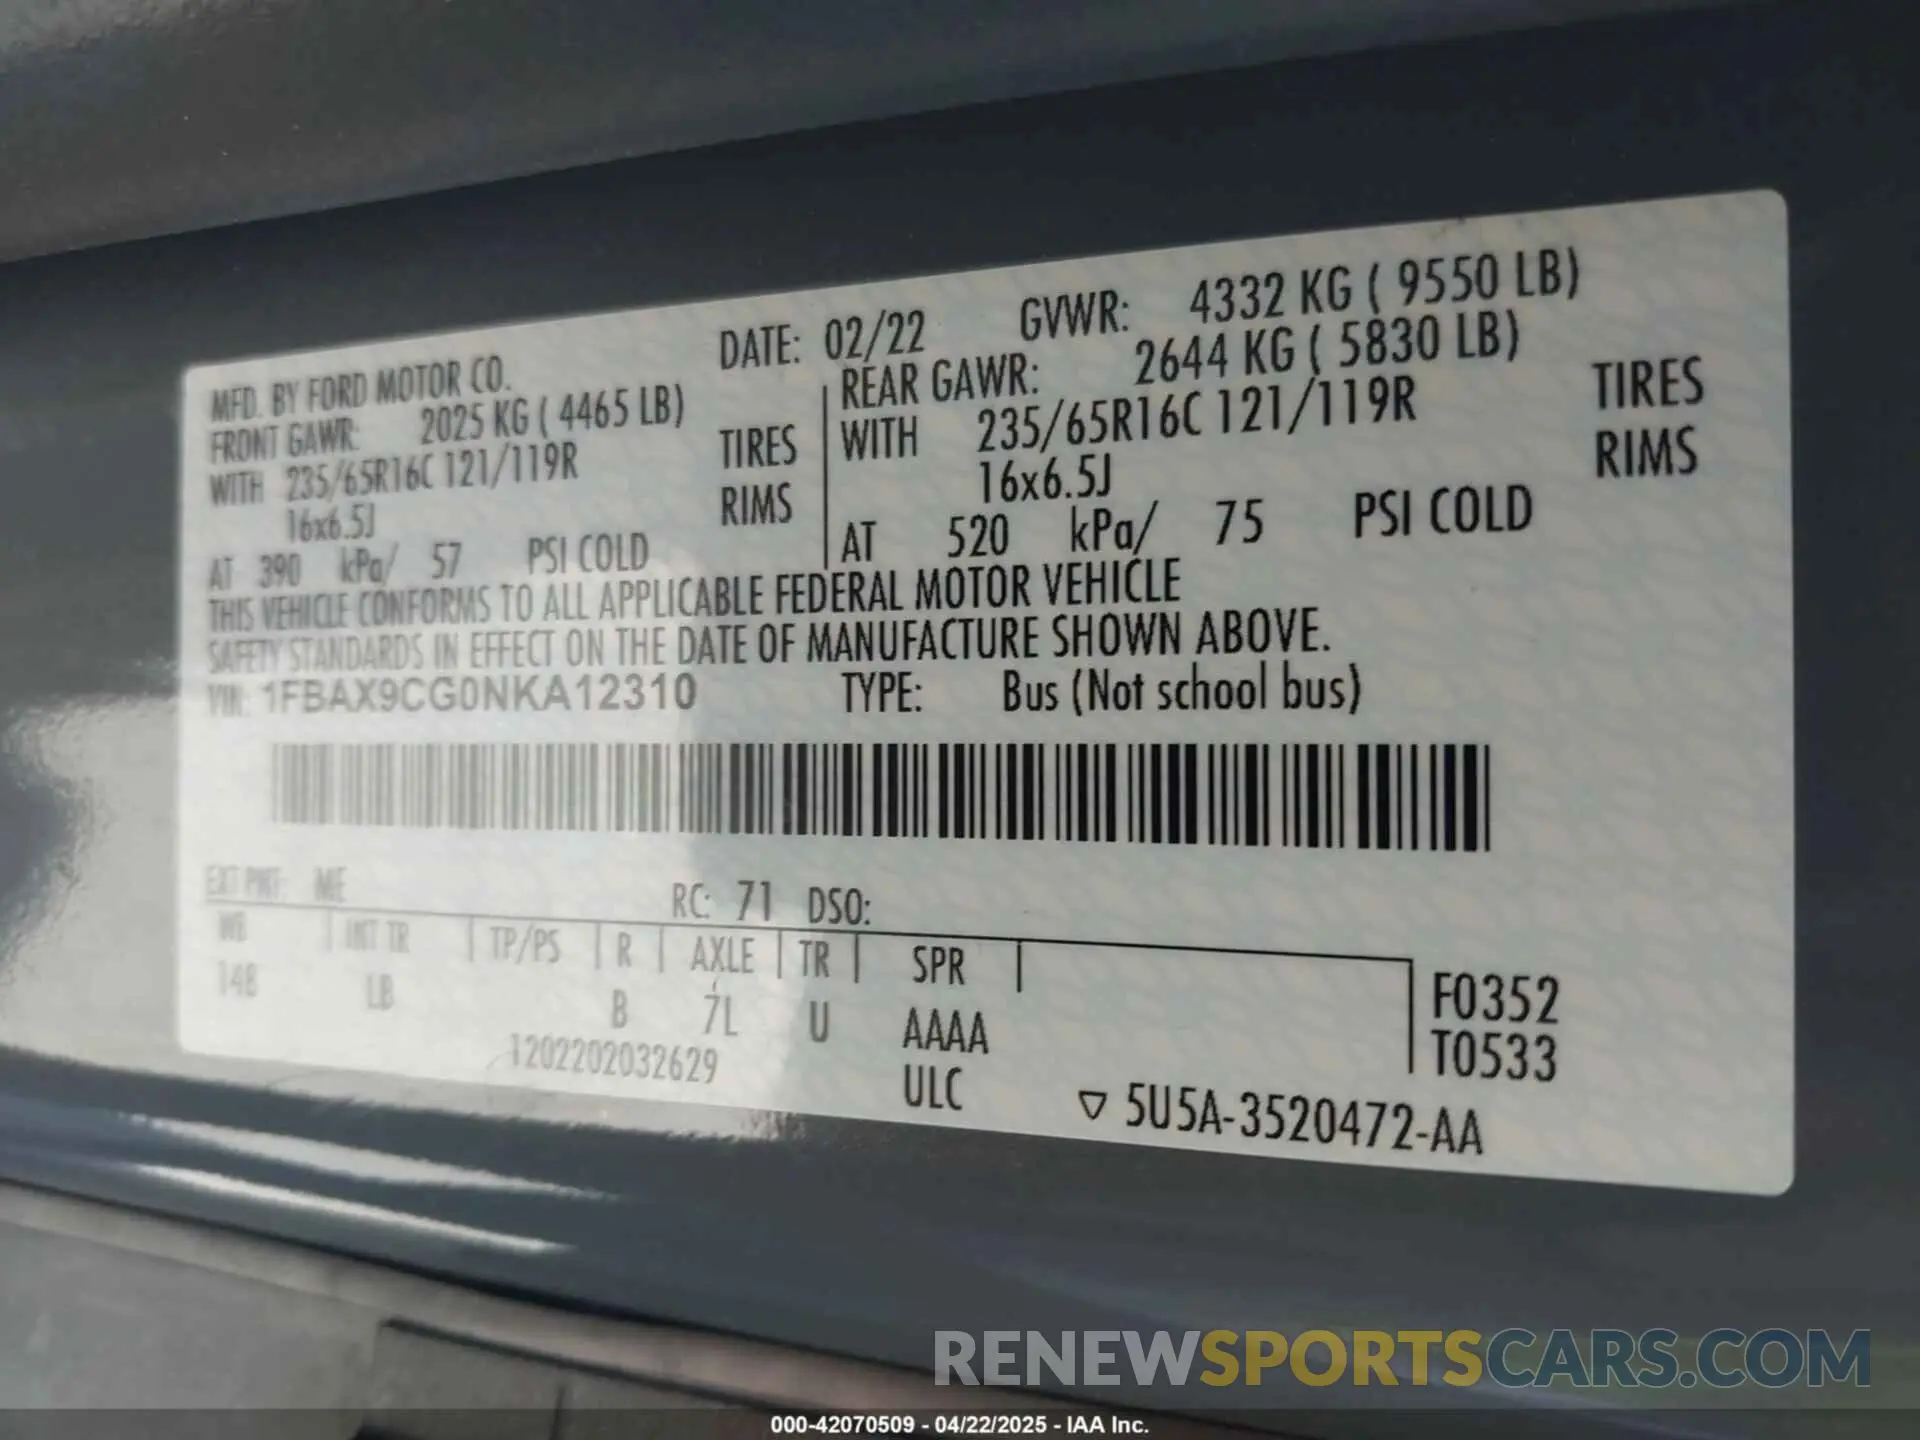 MFD. BY FORD MOTOR CO. DATE: 02/22 GVWR: 4332 KG ( 9550 LB)
FRONT GAWR: 2025 KG ( 4465 LB) REAR GAWR: 2644 KG ( 5830 LB)
WITH 235/65R16C 121/119R TIRES WITH 235/65R16C 121/119R TIRES
16x6.5J RIMS 16x6.5J RIMS
AT 390 kPa/ 57 PSI COLD AT 520 kPa/ 75 PSI COLD
THIS VEHICLE CONFORMS TO ALL APPLICABLE FEDERAL MOTOR VEHICLE
SAFETY STANDARDS IN EFFECT ON THE DATE OF MANUFACTURE SHOWN ABOVE.
VIN: 1FBAX9CG0NKA12310 TYPE: Bus (Not school bus)
EXT PNT: ME RC: 71 DSO:
WB | INT TR | TP/PS | R | AXLE | TR | SPR |
148 LB B 7L U AAAA F0352
1202202032629 ULC T0533
▽ 5U5A-3520472-AA
RENEWSPORTSCARS.COM
000-42070509 - 04/22/2025 - IAA Inc.